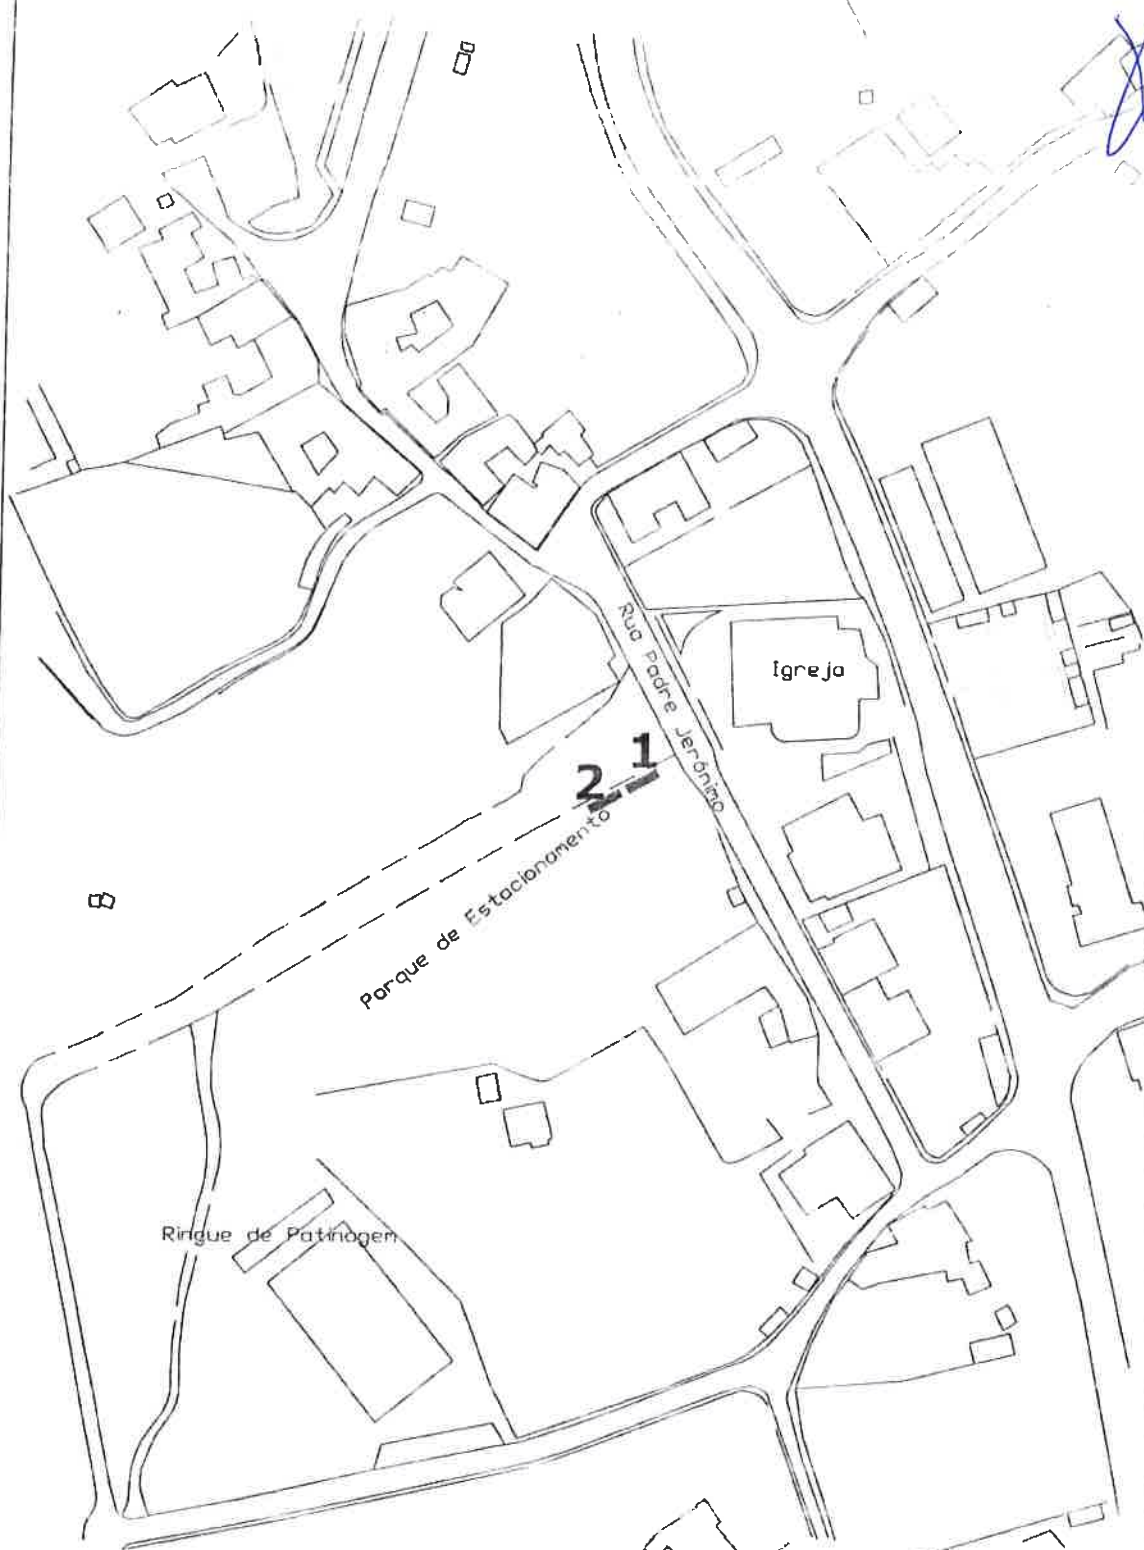 Igreja
Rua Padre Jerónimo
1
2
Parque de Estacionamento
Ringue de Patinagem